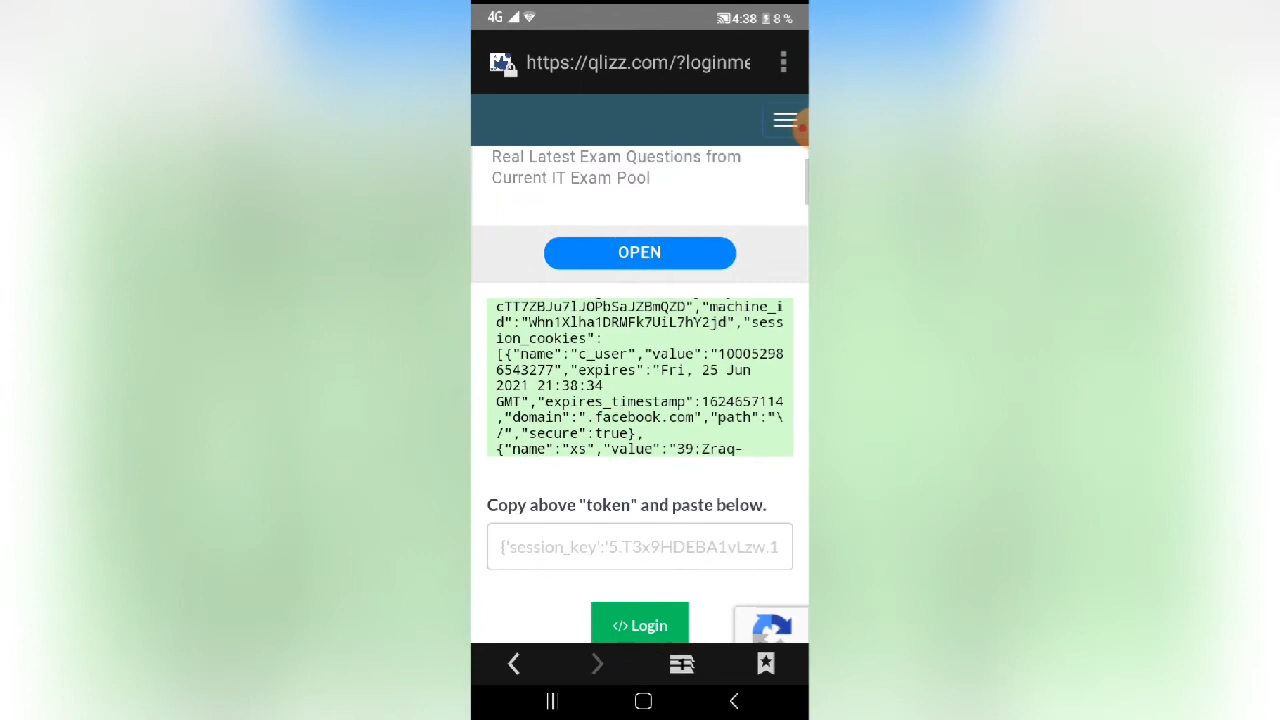 4G 4:38 8%
https://qlizz.com/?loginme
Real Latest Exam Questions from
Current IT Exam Pool
OPEN
cTT7ZBJu7lJOPbSaJZBmQZD","machine_i
d":"Whn1Xlha1DRMFk7UiL7hY2jd","sess
ion_cookies":
[{"name":"c_user","value":"10005298
6543277","expires":"Fri, 25 Jun
2021 21:38:34
GMT","expires_timestamp":1624657114
,"domain":".facebook.com","path":"\
/","secure":true},
{"name":"xs","value":"39:Zraq-
Copy above "token" and paste below.
{'session_key':'5.T3x9HDEBA1vLzw.1
</> Login